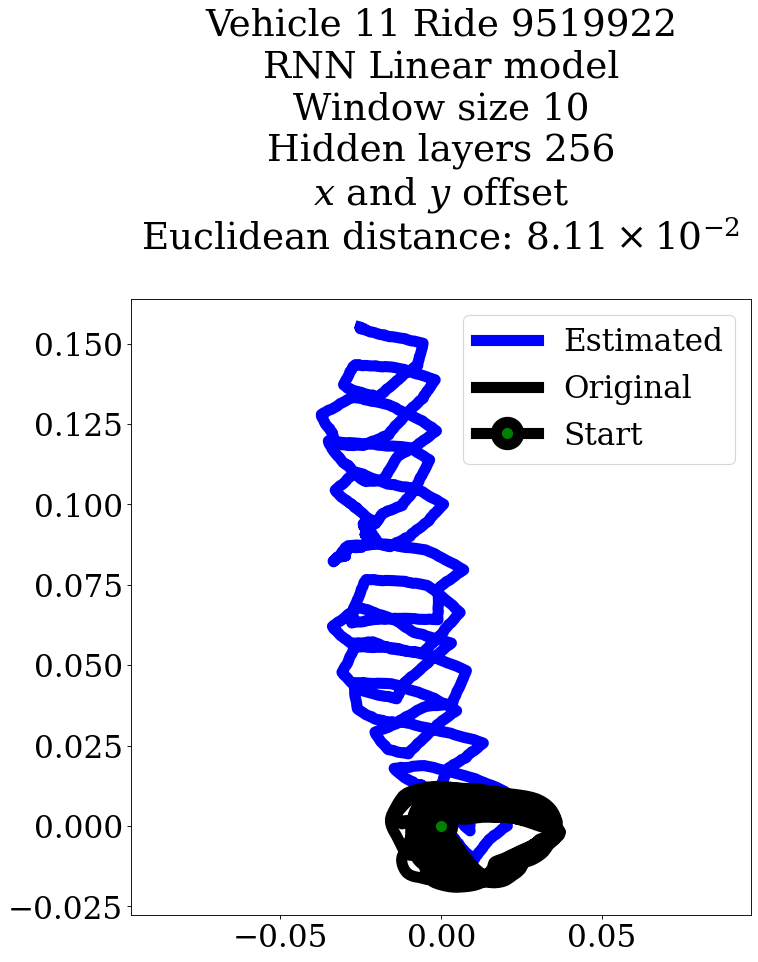 Vehicle 11 Ride 9519922
RNN Linear model
Window size 10
Hidden layers 256
x and y offset
Euclidean distance: 8.11 × 10⁻²
Estimated
Original
Start
0.150
0.125
0.100
0.075
0.050
0.025
0.000
−0.025
−0.05 0.00 0.05